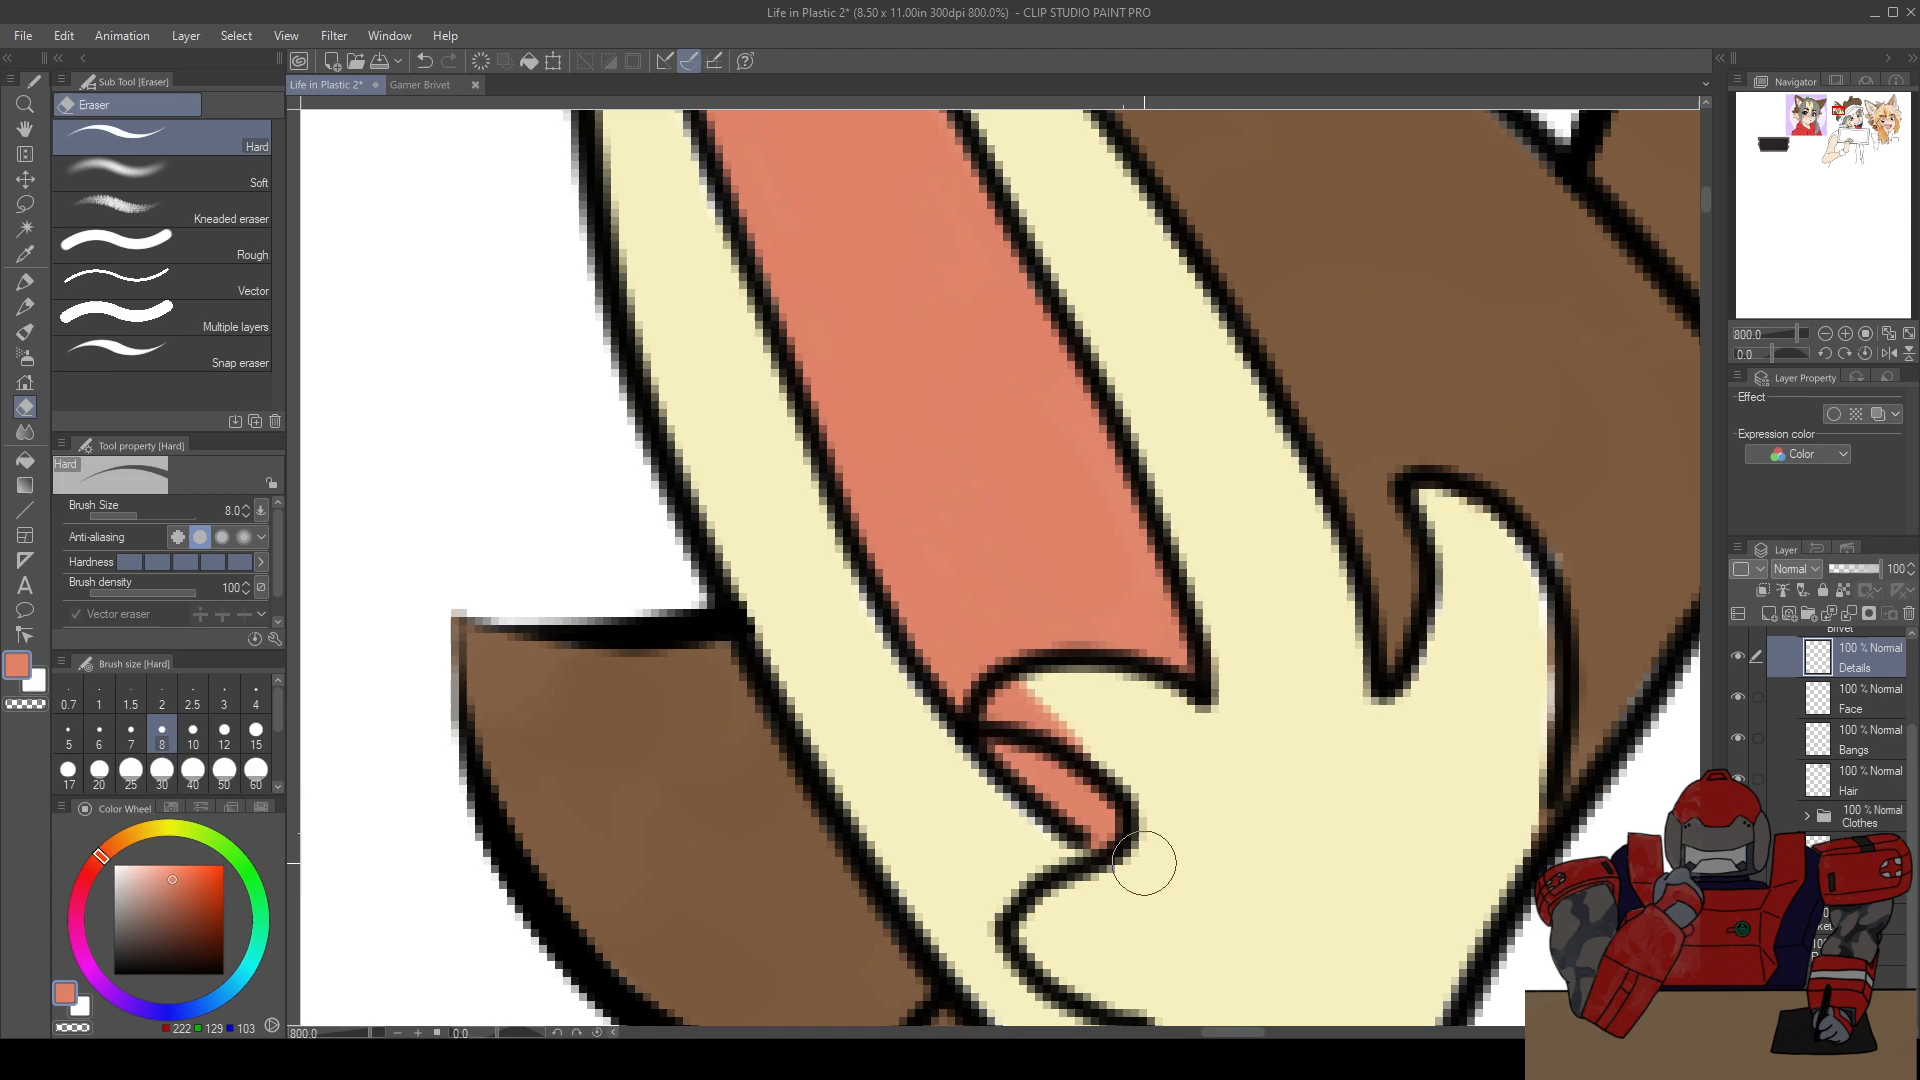 Life in Plastic 2* (8.50 x 11.00in 300dpi 800.0%) - CLIP STUDIO PAINT PRO
File Edit Animation Layer Select View Filter Window Help
Sub Tool [Eraser]
Life in Plastic 2* Gamer Brivet
Navigator
Eraser
Hard
Soft
Kneaded eraser
Rough
Vector
Multiple layers
Snap eraser
Tool property [Hard]
Hard
Brush Size 8.0
Anti-aliasing
Hardness
Brush density 100
Vector eraser
Brush size [Hard]
0.7 1 1.5 2 2.5 3 4
5 6 7 8 10 12 15
17 20 25 30 40 50 60
Color Wheel
222 129 103
800.0 0.0
800.0
0.0
Layer Property
Effect
Expression color
Color
Layer
Normal 100
Brivet
100 % Normal
Details
100 % Normal
Face
100 % Normal
Bangs
100 % Normal
Hair
100 % Normal
Clothes